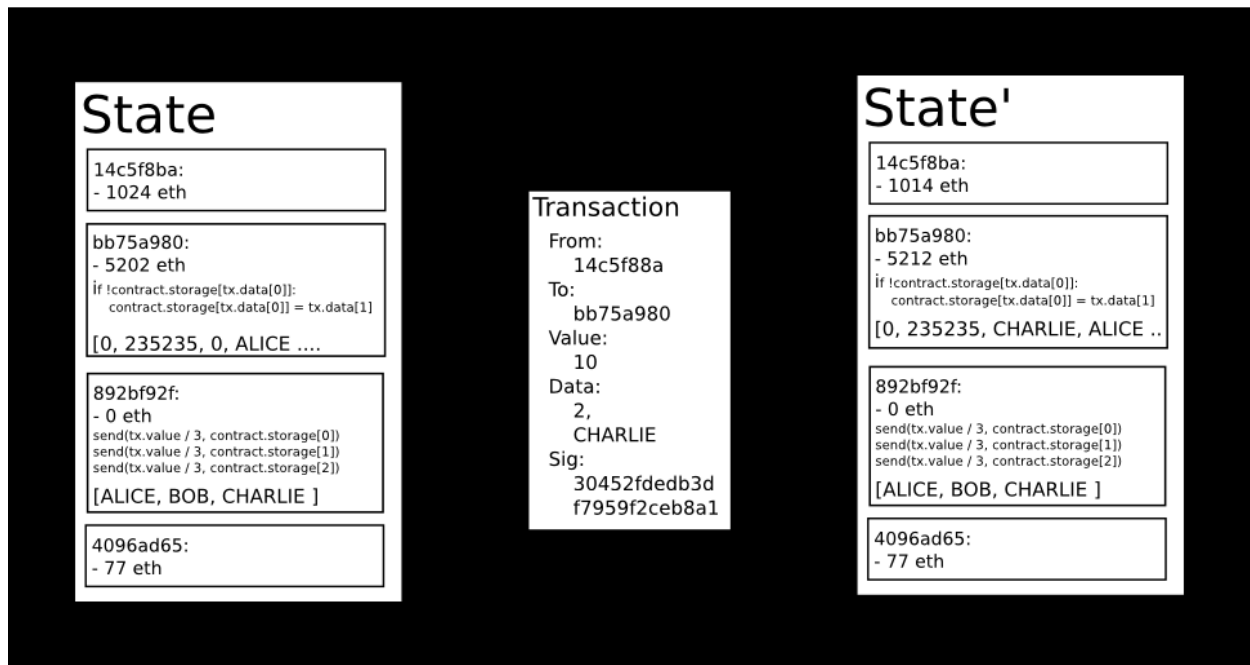 State
14c5f8ba:
- 1024 eth
bb75a980:
- 5202 eth
if !contract.storage[tx.data[0]]:
contract.storage[tx.data[0]] = tx.data[1]
[0, 235235, 0, ALICE ....
892bf92f:
- 0 eth
send(tx.value / 3, contract.storage[0])
send(tx.value / 3, contract.storage[1])
send(tx.value / 3, contract.storage[2])
[ALICE, BOB, CHARLIE ]
4096ad65:
- 77 eth
Transaction
From:
14c5f88a
To:
bb75a980
Value:
10
Data:
2,
CHARLIE
Sig:
30452fdedb3d
f7959f2ceb8a1
State'
14c5f8ba:
- 1014 eth
bb75a980:
- 5212 eth
if !contract.storage[tx.data[0]]:
contract.storage[tx.data[0]] = tx.data[1]
[0, 235235, CHARLIE, ALICE ..
892bf92f:
- 0 eth
send(tx.value / 3, contract.storage[0])
send(tx.value / 3, contract.storage[1])
send(tx.value / 3, contract.storage[2])
[ALICE, BOB, CHARLIE ]
4096ad65:
- 77 eth